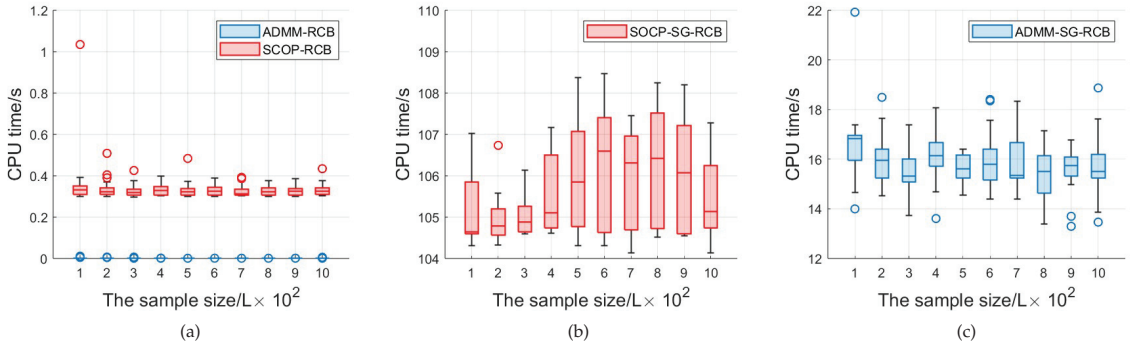 1.2
1
0.8
0.6
0.4
0.2
0
CPU time/s
ADMM-RCB
SCOP-RCB
1 2 3 4 5 6 7 8 9 10
The sample size/L× 10²
(a)
110
109
108
107
106
105
104
CPU time/s
SOCP-SG-RCB
1 2 3 4 5 6 7 8 9 10
The sample size/L× 10²
(b)
22
20
18
16
14
12
CPU time/s
ADMM-SG-RCB
1 2 3 4 5 6 7 8 9 10
The sample size/L× 10²
(c)